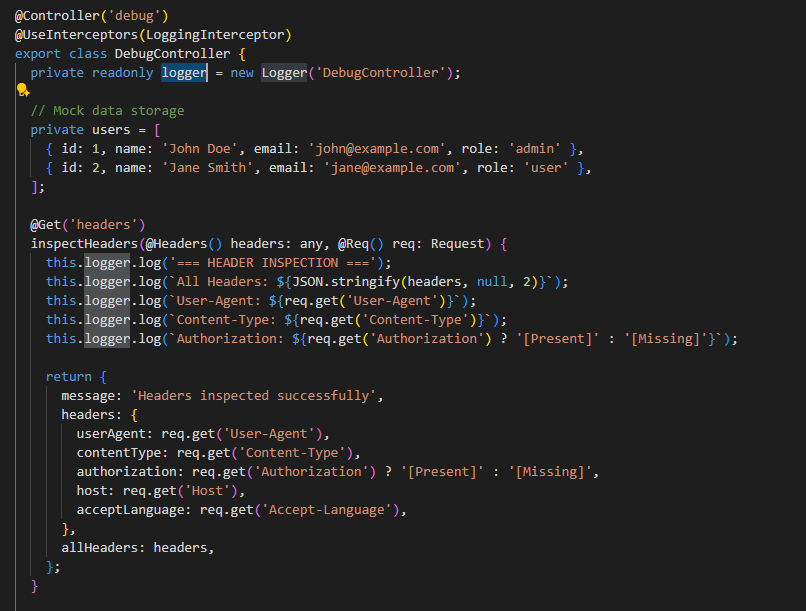 @Controller('debug')
@UseInterceptors(LoggingInterceptor)
export class DebugController {
  private readonly logger = new Logger('DebugController');

  // Mock data storage
  private users = [
    { id: 1, name: 'John Doe', email: 'john@example.com', role: 'admin' },
    { id: 2, name: 'Jane Smith', email: 'jane@example.com', role: 'user' },
  ];

  @Get('headers')
  inspectHeaders(@Headers() headers: any, @Req() req: Request) {
    this.logger.log('=== HEADER INSPECTION ===');
    this.logger.log(`All Headers: ${JSON.stringify(headers, null, 2)}`);
    this.logger.log(`User-Agent: ${req.get('User-Agent')}`);
    this.logger.log(`Content-Type: ${req.get('Content-Type')}`);
    this.logger.log(`Authorization: ${req.get('Authorization') ? '[Present]' : '[Missing]'}`);

    return {
      message: 'Headers inspected successfully',
      headers: {
        userAgent: req.get('User-Agent'),
        contentType: req.get('Content-Type'),
        authorization: req.get('Authorization') ? '[Present]' : '[Missing]',
        host: req.get('Host'),
        acceptLanguage: req.get('Accept-Language'),
      },
      allHeaders: headers,
    };
  }